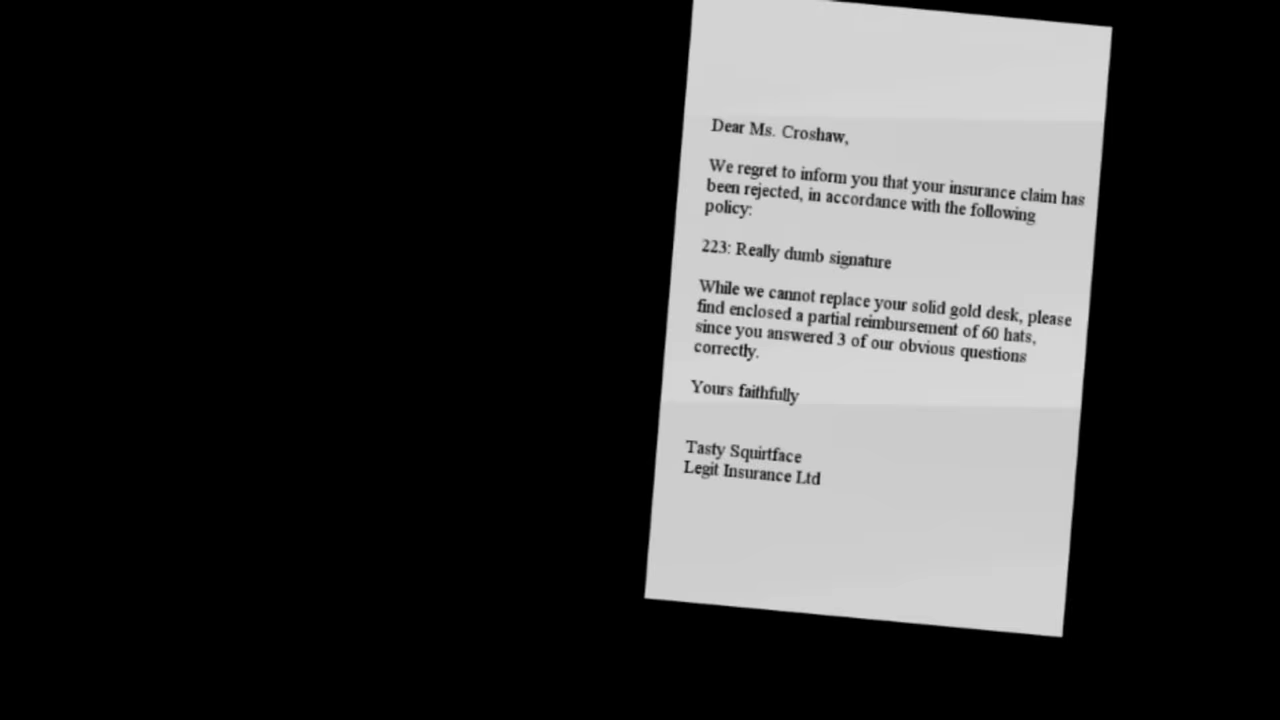 Dear Ms. Croshaw,
We regret to inform you that your insurance claim has
been rejected, in accordance with the following
policy:
223: Really dumb signature
While we cannot replace your solid gold desk, please
find enclosed a partial reimbursement of 60 hats,
since you answered 3 of our obvious questions
correctly.
Yours faithfully
Tasty Squirtface
Legit Insurance Ltd